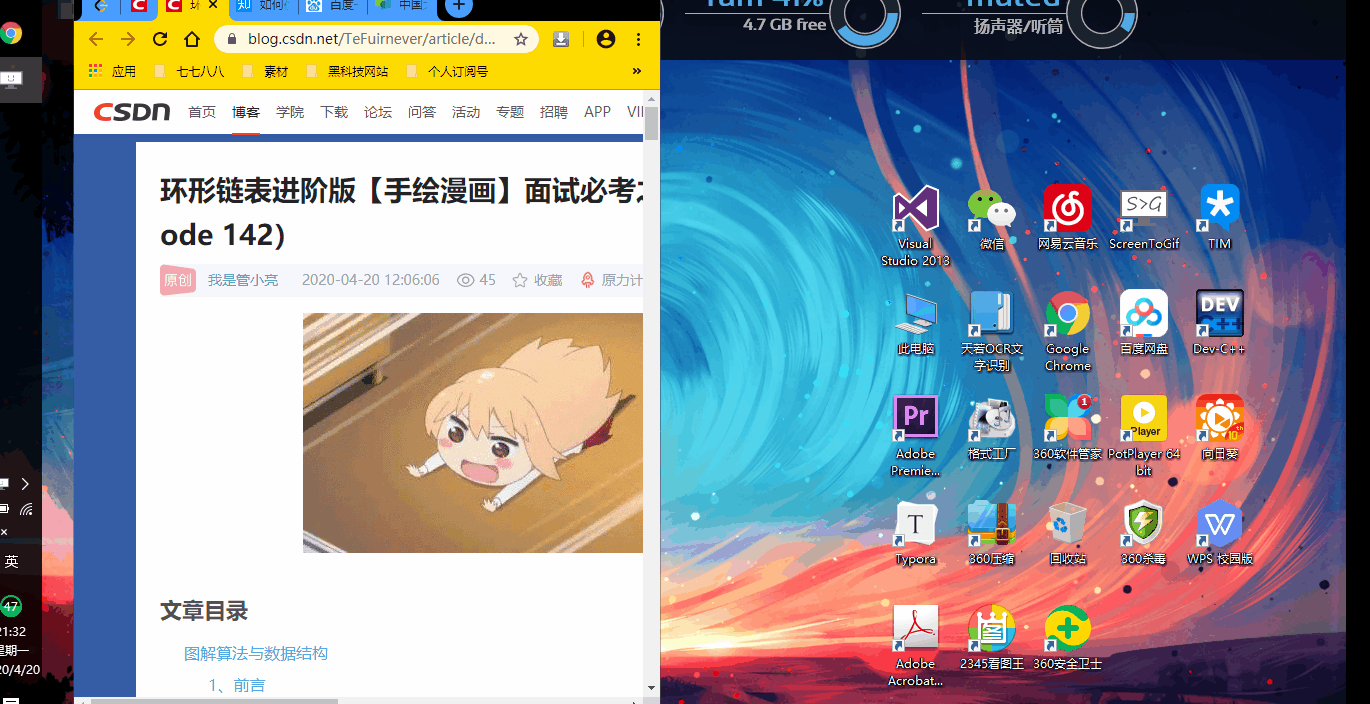 如何
百度-
中国
blog.csdn.net/TeFuirnever/article/d...
应用 七七八八 素材 黑科技网站 个人订阅号 »
CSDN 首页 博客 学院 下载 论坛 问答 活动 专题 招聘 APP
环形链表进阶版【手绘漫画】面试必考
ode 142)
原创 我是管小亮 2020-04-20 12:06:06 45 收藏 原力计
文章目录
图解算法与数据结构
1、前言
英
47
21:32
星期一
20/4/20
4.7 GB free
扬声器/听筒
Visual
Studio 2013
微信
网易云音乐
ScreenToGif
TIM
此电脑
天若OCR文
字识别
Google
Chrome
百度网盘
Dev-C++
Adobe
Premie...
格式工厂
360软件管家
PotPlayer 64
bit
向日葵
Typora
360压缩
回收站
360杀毒
WPS 校园版
Adobe
Acrobat...
2345看图王
360安全卫士
S>G
DEV
C++
Pr
1
Player
10th
T
W
图